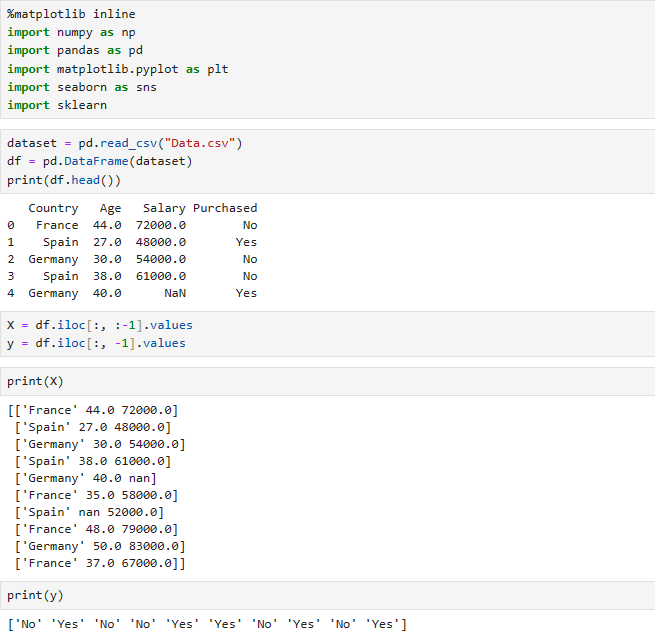 %matplotlib inline
import numpy as np
import pandas as pd
import matplotlib.pyplot as plt
import seaborn as sns
import sklearn
dataset = pd.read_csv("Data.csv")
df = pd.DataFrame(dataset)
print(df.head())
   Country   Age   Salary Purchased
0   France  44.0  72000.0        No
1    Spain  27.0  48000.0       Yes
2  Germany  30.0  54000.0        No
3    Spain  38.0  61000.0        No
4  Germany  40.0      NaN       Yes
X = df.iloc[:, :-1].values
y = df.iloc[:, -1].values
print(X)
[['France' 44.0 72000.0]
 ['Spain' 27.0 48000.0]
 ['Germany' 30.0 54000.0]
 ['Spain' 38.0 61000.0]
 ['Germany' 40.0 nan]
 ['France' 35.0 58000.0]
 ['Spain' nan 52000.0]
 ['France' 48.0 79000.0]
 ['Germany' 50.0 83000.0]
 ['France' 37.0 67000.0]]
print(y)
['No' 'Yes' 'No' 'No' 'Yes' 'Yes' 'No' 'Yes' 'No' 'Yes']